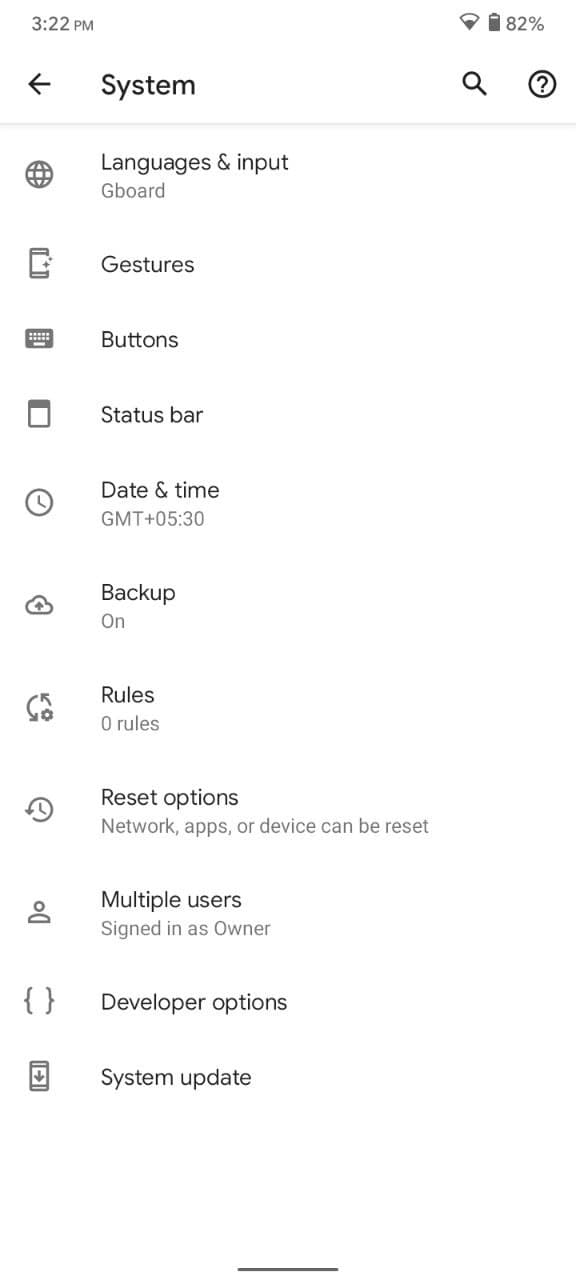 3:22 PM
82%
System
Languages & input
Gboard
Gestures
Buttons
Status bar
Date & time
GMT+05:30
Backup
On
Rules
0 rules
Reset options
Network, apps, or device can be reset
Multiple users
Signed in as Owner
{ } Developer options
System update